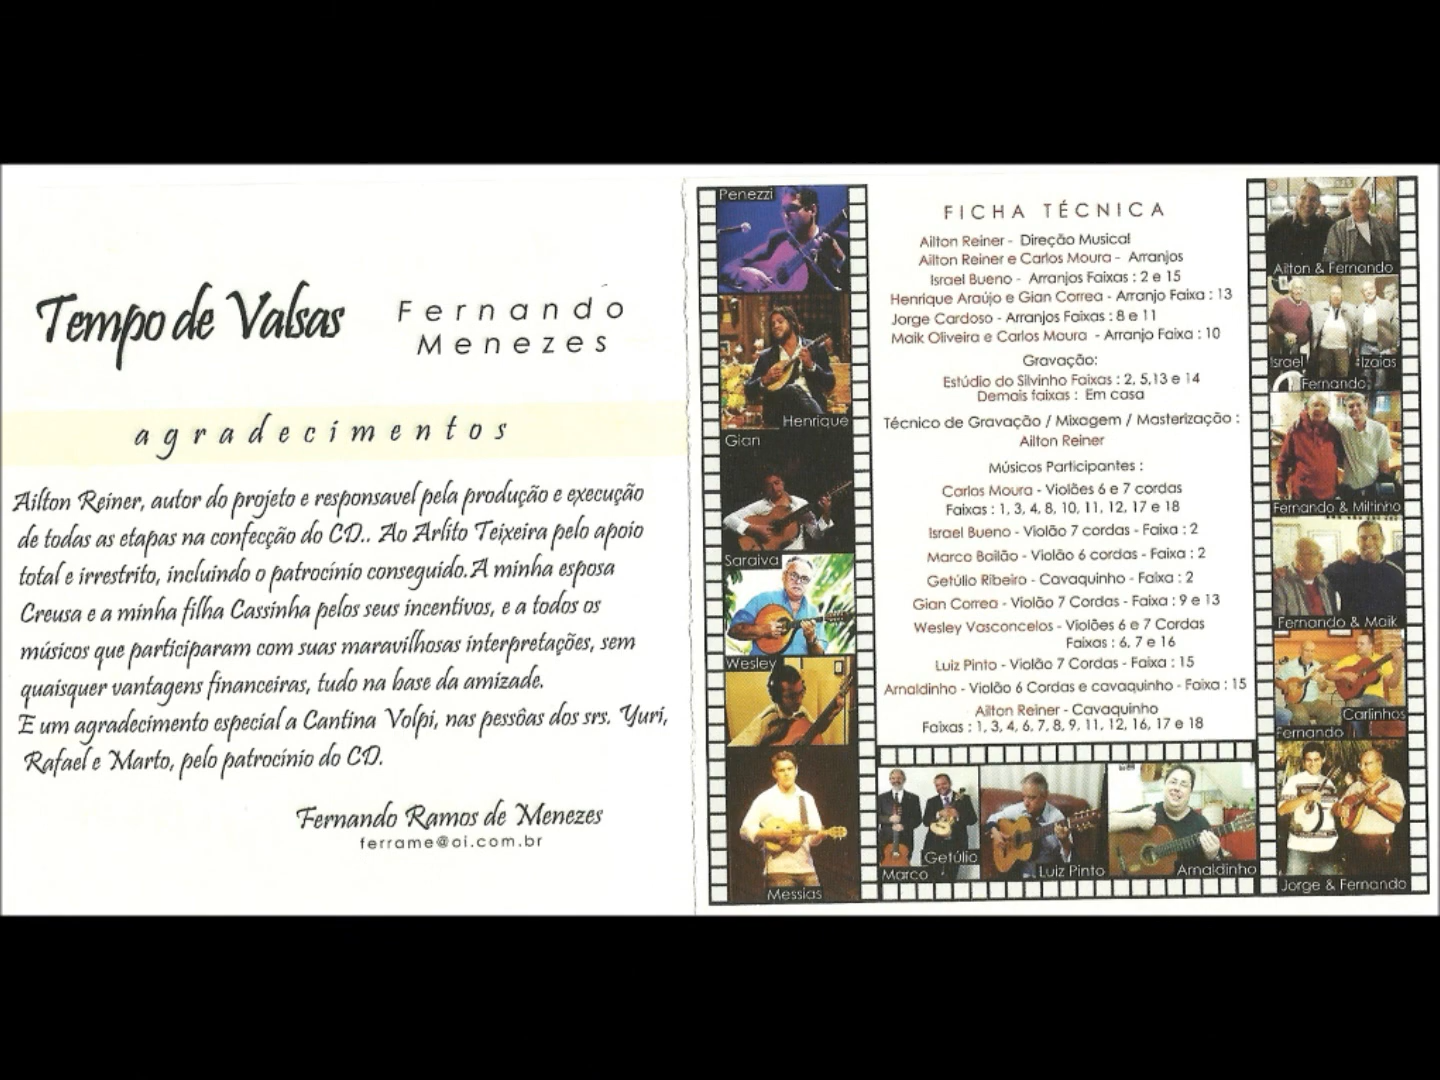 Tempo de Valsas
Fernando
Menezes
agradecimentos
Ailton Reiner, autor do projeto e responsavel pela produção e execução
de todas as etapas na confecção do CD.. Ao Arlito Teixeira pelo apoio
total e irrestrito, incluindo o patrocínio conseguido. A minha esposa
Creusa e a minha filha Cassinha pelos seus incentivos, e a todos os
músicos que participaram com suas maravilhosas interpretações, sem
quaisquer vantagens financeiras, tudo na base da amizade.
E um agradecimento especial a Cantina Volpi, nas pessôas dos srs. Yuri,
Rafael e Marto, pelo patrocínio do CD.
Fernando Ramos de Menezes
ferrame@oi.com.br
Penezzi
Henrique
Gian
Saraiva
Wesley
Messias
FICHA TÉCNICA
Ailton Reiner - Direção Musical
Ailton Reiner e Carlos Moura - Arranjos
Israel Bueno - Arranjos Faixas : 2 e 15
Henrique Araújo e Gian Correa - Arranjo Faixa : 13
Jorge Cardoso - Arranjos Faixas : 8 e 11
Maik Oliveira e Carlos Moura - Arranjo Faixa : 10
Gravação:
Estúdio do Silvinho Faixas : 2, 5,13 e 14
Demais faixas : Em casa
Técnico de Gravação / Mixagem / Masterização :
Ailton Reiner
Músicos Participantes :
Carlos Moura - Violões 6 e 7 cordas
Faixas : 1, 3, 4, 8, 10, 11, 12, 17 e 18
Israel Bueno - Violão 7 cordas - Faixa : 2
Marco Bailão - Violão 6 cordas - Faixa : 2
Getúlio Ribeiro - Cavaquinho - Faixa : 2
Gian Correa - Violão 7 Cordas - Faixa : 9 e 13
Wesley Vasconcelos - Violões 6 e 7 Cordas
Faixas : 6, 7 e 16
Luiz Pinto - Violão 7 Cordas - Faixa : 15
Arnaldinho - Violão 6 Cordas e cavaquinho - Faixa : 15
Ailton Reiner - Cavaquinho
Faixas : 1, 3, 4, 6, 7, 8, 9, 11, 12, 16, 17 e 18
Getúlio
Marco
Luiz Pinto
Arnaldinho
Ailton & Fernando
Israel
Izaías
Fernando
Fernando & Miltinho
Fernando & Maik
Carlinhos
Fernando
Jorge & Fernando